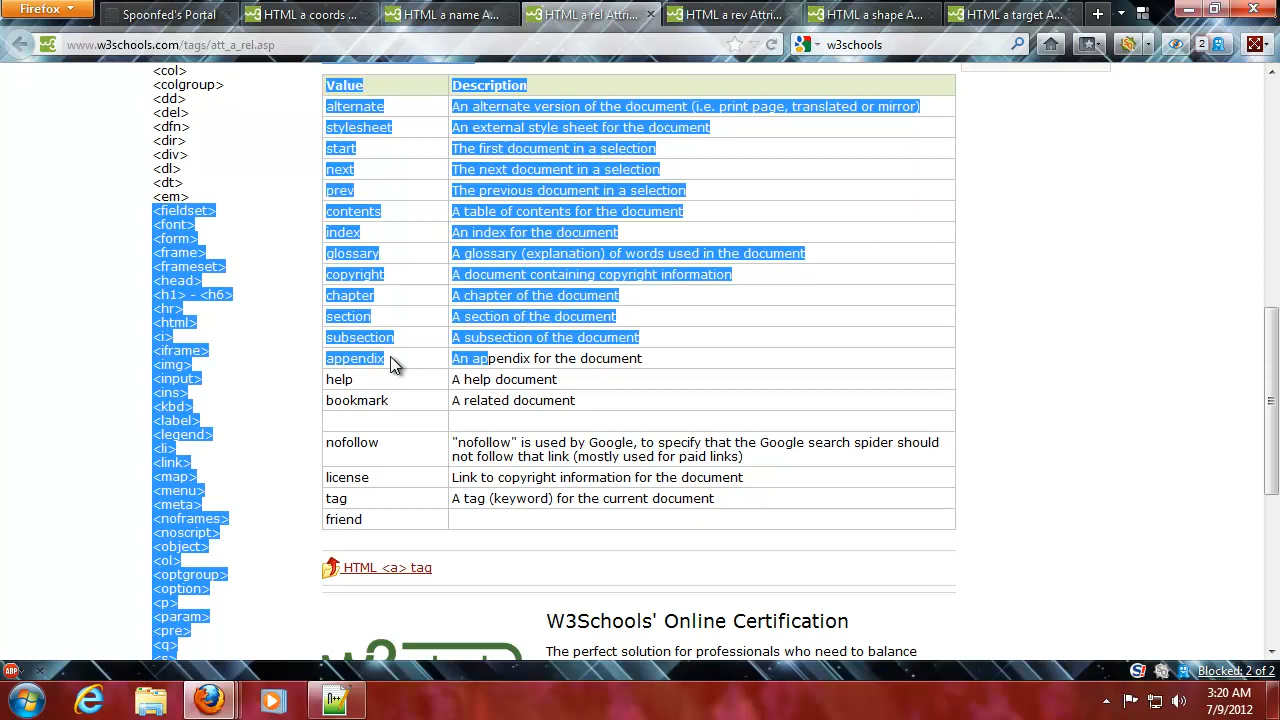 Firefox
Spoonfed's Portal
HTML a coords ...
HTML a name A...
HTML a rel Attri...
HTML a rev Attri...
HTML a shape A...
HTML a target A...
www.w3schools.com/tags/att_a_rel.asp
w3schools
2
<col>
<colgroup>
<dd>
<del>
<dfn>
<dir>
<div>
<dl>
<dt>
<em>
<fieldset>
<font>
<form>
<frame>
<frameset>
<head>
<h1> - <h6>
<hr>
<html>
<i>
<iframe>
<img>
<input>
<ins>
<kbd>
<label>
<legend>
<li>
<link>
<map>
<menu>
<meta>
<noframes>
<noscript>
<object>
<ol>
<optgroup>
<option>
<p>
<param>
<pre>
<q>
<s>
Value Description
alternate An alternate version of the document (i.e. print page, translated or mirror)
stylesheet An external style sheet for the document
start The first document in a selection
next The next document in a selection
prev The previous document in a selection
contents A table of contents for the document
index An index for the document
glossary A glossary (explanation) of words used in the document
copyright A document containing copyright information
chapter A chapter of the document
section A section of the document
subsection A subsection of the document
appendix An appendix for the document
help A help document
bookmark A related document
nofollow "nofollow" is used by Google, to specify that the Google search spider should
not follow that link (mostly used for paid links)
license Link to copyright information for the document
tag A tag (keyword) for the current document
friend
HTML <a> tag
W3Schools' Online Certification
The perfect solution for professionals who need to balance
ABP
Blocked: 2 of 2
3:20 AM
7/9/2012